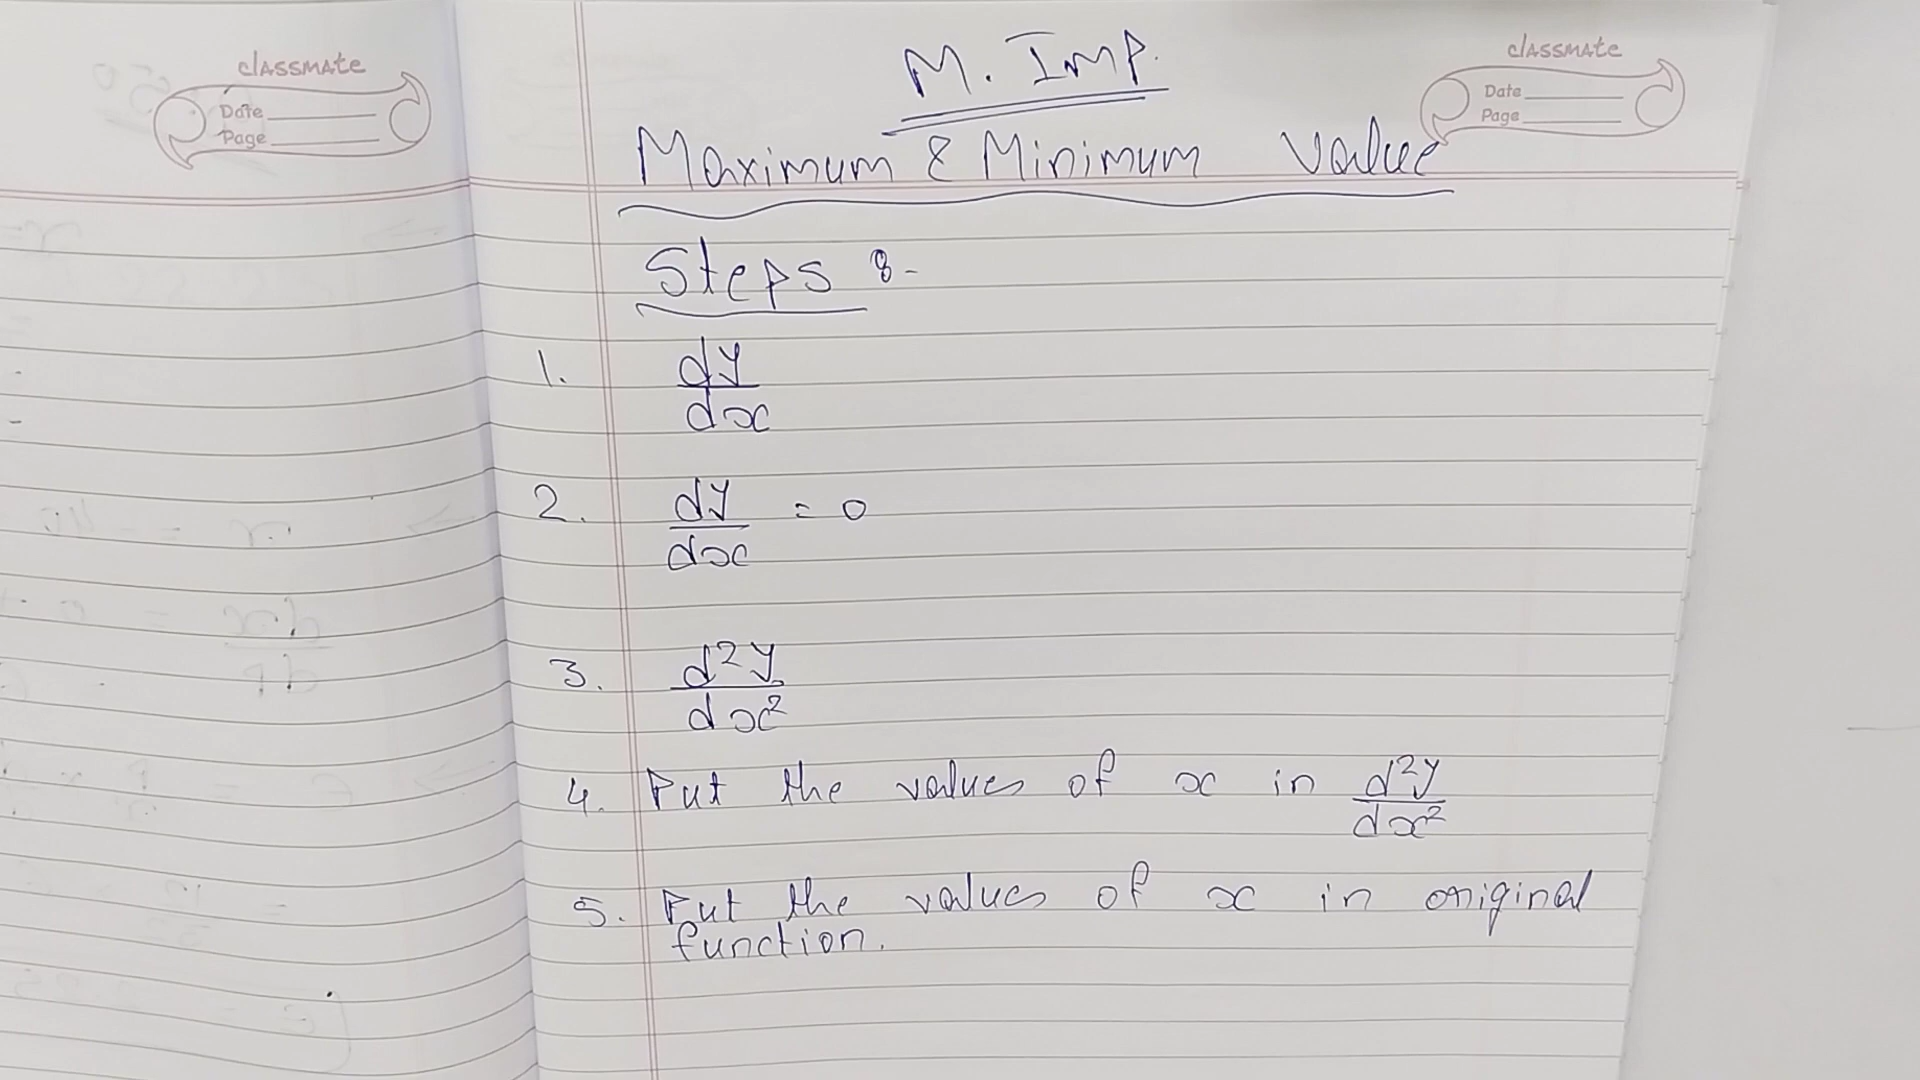 classmate
Date
Page
classmate
Date
Page
M. Imp.
Maximum & Minimum Value
Steps :-
1. dy/dx
2. dy/dx = 0
3. d²y/dx²
4. Put the values of x in d²y/dx²
5. Put the values of x in original
function.